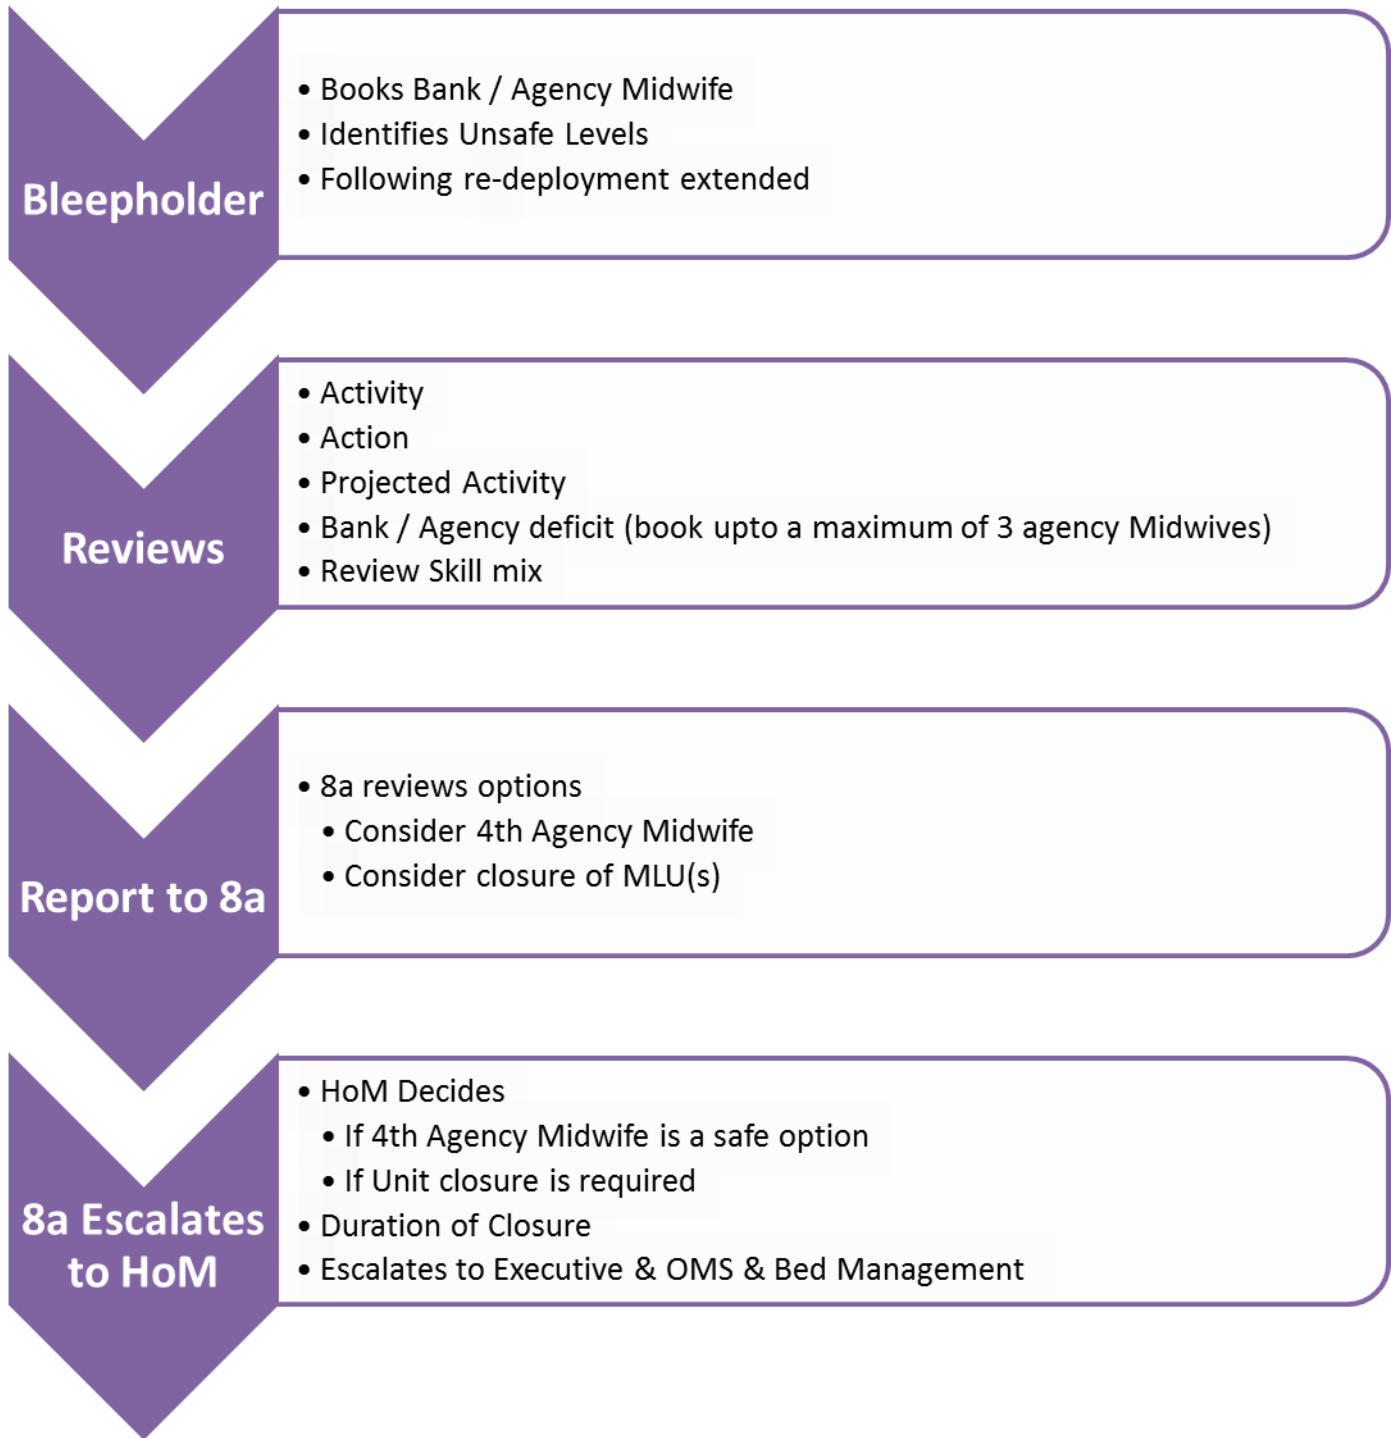 Bleepholder
• Books Bank / Agency Midwife
• Identifies Unsafe Levels
• Following re-deployment extended
Reviews
• Activity
• Action
• Projected Activity
• Bank / Agency deficit (book upto a maximum of 3 agency Midwives)
• Review Skill mix
Report to 8a
• 8a reviews options
• Consider 4th Agency Midwife
• Consider closure of MLU(s)
8a Escalates
to HoM
• HoM Decides
• If 4th Agency Midwife is a safe option
• If Unit closure is required
• Duration of Closure
• Escalates to Executive & OMS & Bed Management